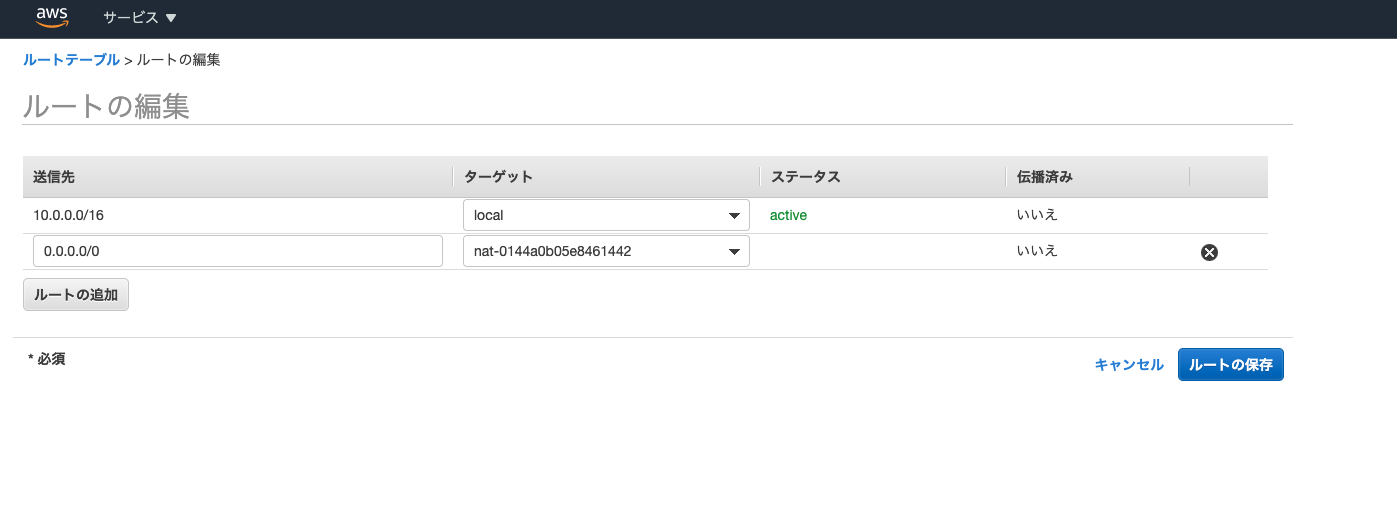 aws サービス
ルートテーブル > ルートの編集
ルートの編集
送信先 ターゲット ステータス 伝播済み
10.0.0.0/16 local active いいえ
0.0.0.0/0 nat-0144a0b05e8461442 いいえ
ルートの追加
* 必須 キャンセル ルートの保存